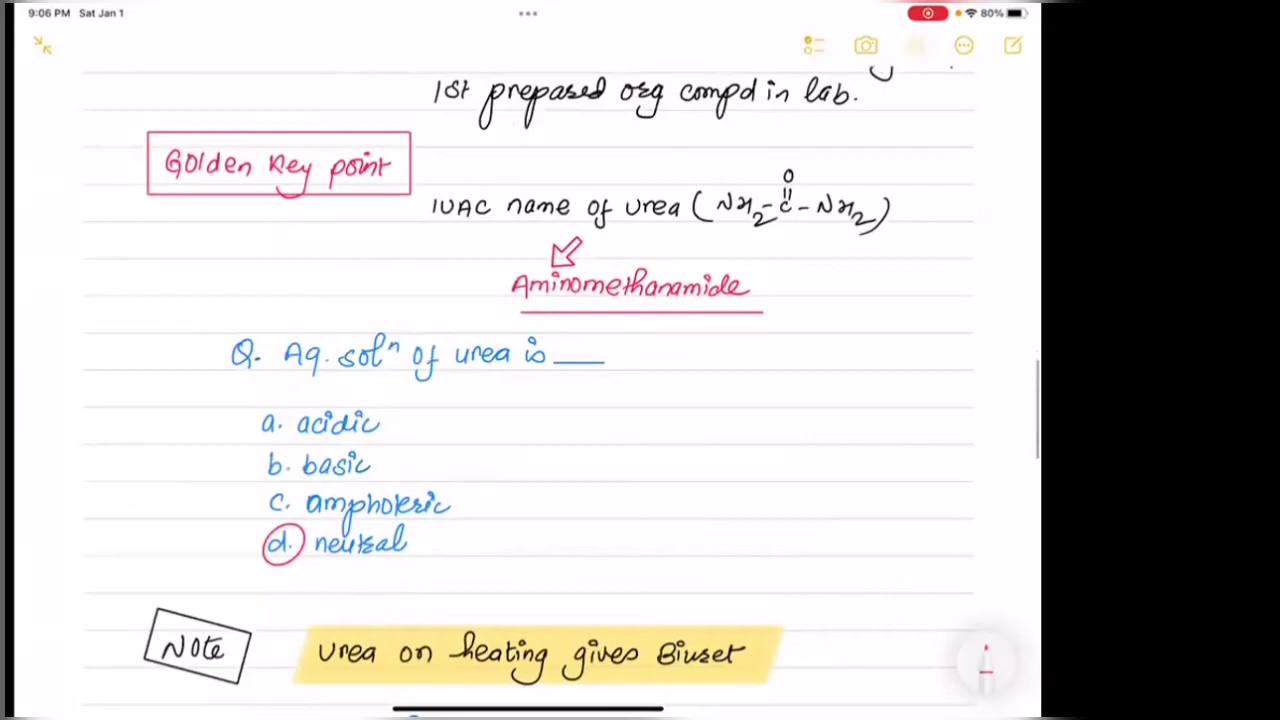 9:06 PM Sat Jan 1
80%
1st prepared org compd in lab.
Golden Key point
IUAC name of urea (NH2-C-NH2)
O
Aminomethanamide
Q. Aq. solⁿ of urea is ____
a. acidic
b. basic
c. amphoteric
d. neutral
Note
Urea on heating gives Biuret